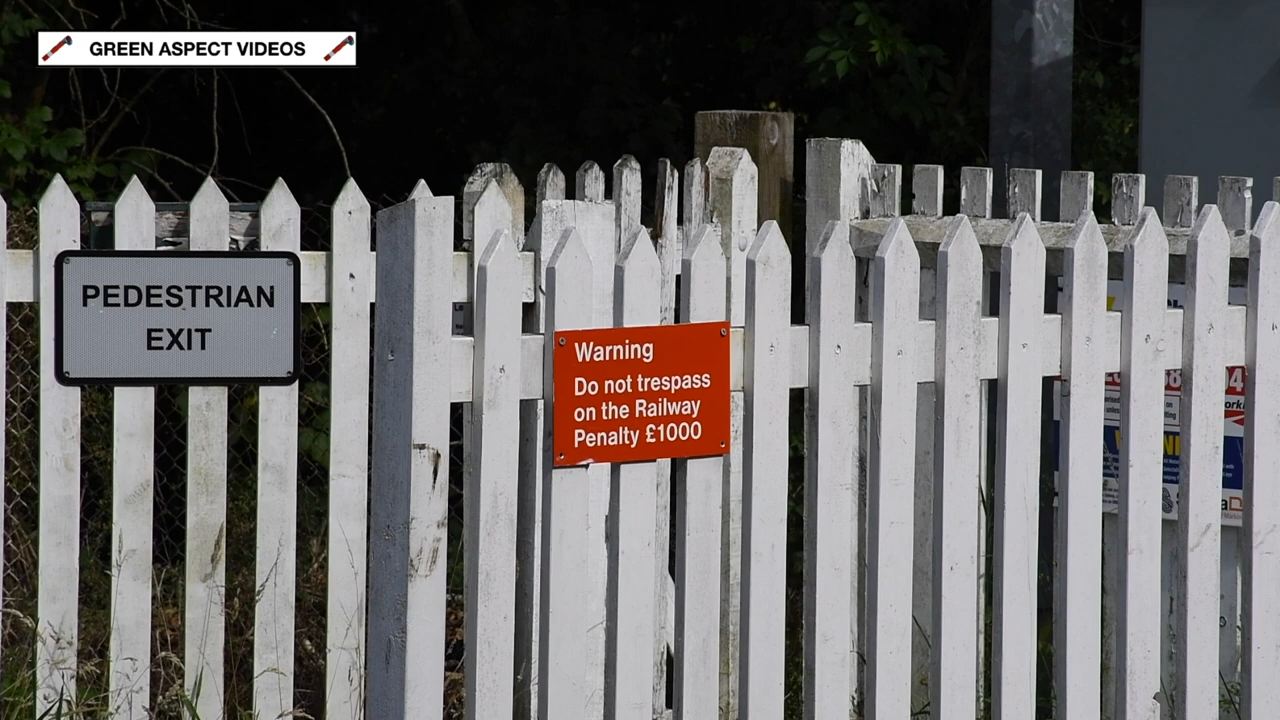 GREEN ASPECT VIDEOS
PEDESTRIAN
EXIT
Warning
Do not trespass
on the Railway
Penalty £1000